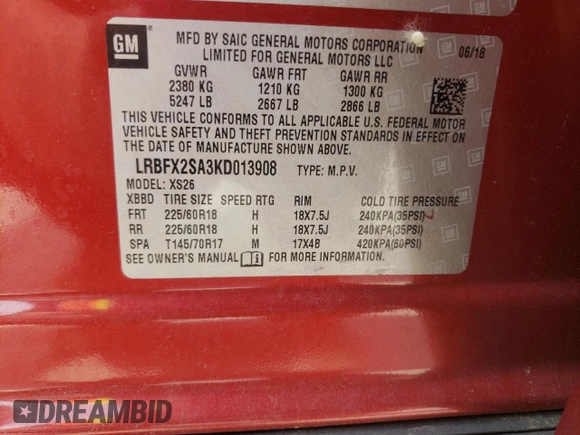 GM
MFD BY SAIC GENERAL MOTORS CORPORATION 06/18
LIMITED FOR GENERAL MOTORS LLC
GVWR GAWR FRT GAWR RR
2380 KG 1210 KG 1300 KG
5247 LB 2667 LB 2866 LB
THIS VEHICLE CONFORMS TO ALL APPLICABLE U.S. FEDERAL MOTOR
VEHICLE SAFETY AND THEFT PREVENTION STANDARDS IN EFFECT ON
THE DATE OF MANUFACTURE SHOWN ABOVE.
LRBFX2SA3KD013908 TYPE: M.P.V.
MODEL: XS26
XBBD TIRE SIZE SPEED RTG RIM COLD TIRE PRESSURE
FRT 225/60R18 H 18X7.5J 240KPA(35PSI)
RR 225/60R18 H 18X7.5J 240KPA(35PSI)
SPA T145/70R17 M 17X4B 420KPA(60PSI)
SEE OWNER'S MANUAL i FOR MORE INFORMATION.
DREAMBID